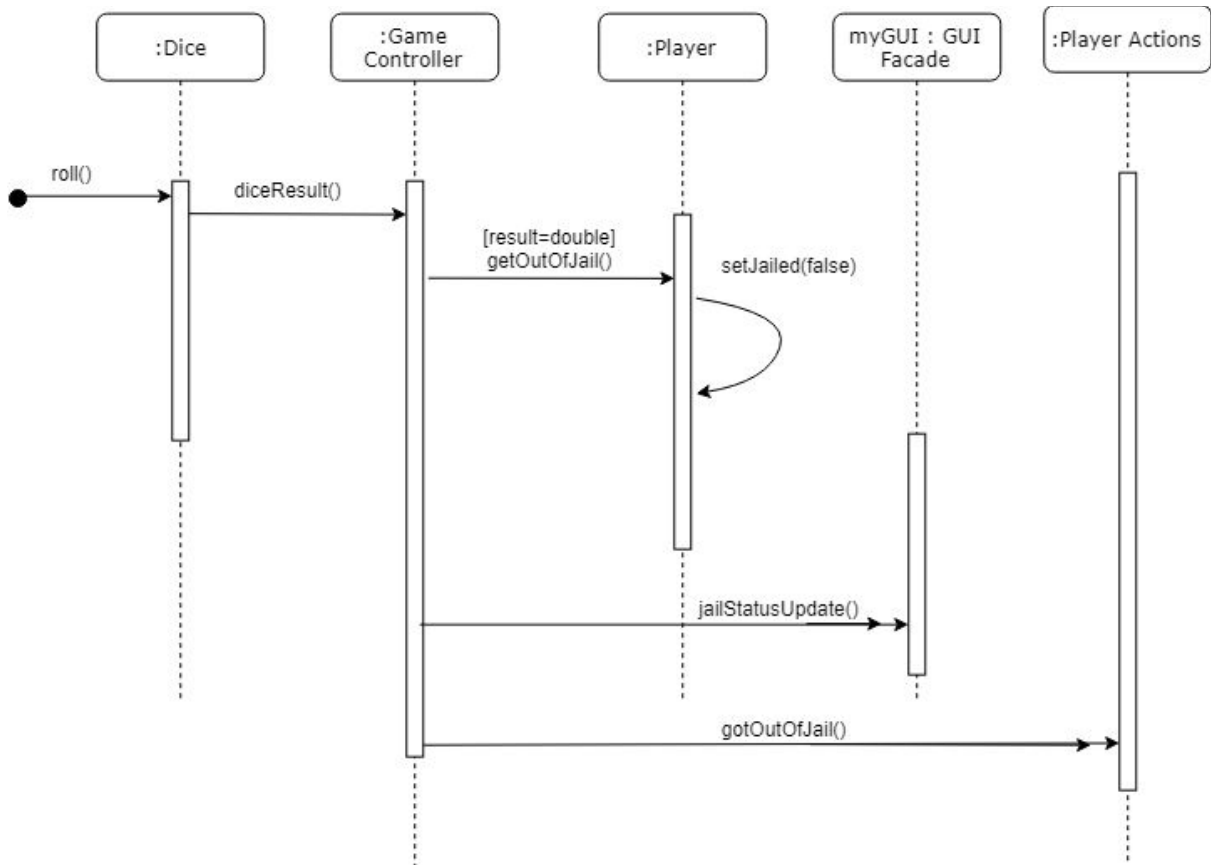 :Dice
:Game
Controller
:Player
myGUI : GUI
Facade
:Player Actions
roll()
diceResult()
[result=double]
getOutOfJail()
setJailed(false)
jailStatusUpdate()
gotOutOfJail()